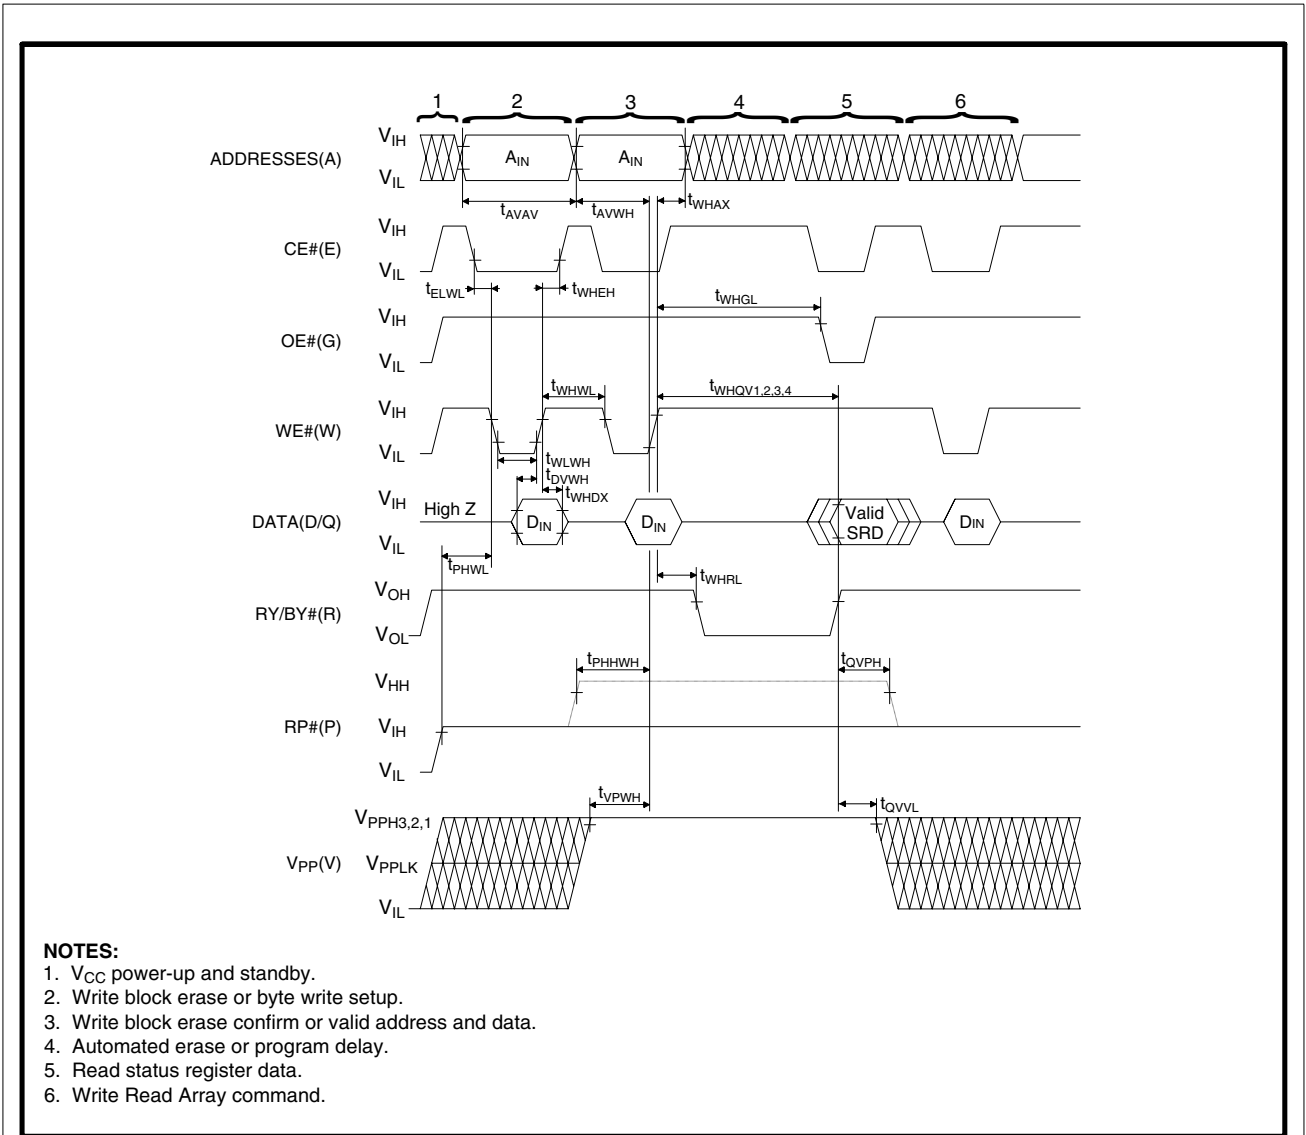 1 2 3 4 5 6
ADDRESSES(A)
VIH
VIL
AIN AIN
tAVAV tAVWH tWHAX
CE#(E)
VIH
VIL
tELWL tWHEH
OE#(G)
VIH
VIL
tWHGL
WE#(W)
VIH
VIL
tWHWL tWHQV1,2,3,4
tWLWH
tDVWH
tWHDX
DATA(D/Q)
VIH
VIL
High Z DIN DIN Valid SRD DIN
tPHWL
tWHRL
RY/BY#(R)
VOH
VOL
tPHHWH tQVPH
RP#(P)
VHH
VIH
VIL
tVPWH tQVVL
VPP(V)
VPPH3,2,1
VPPLK
VIL
NOTES:
1. VCC power-up and standby.
2. Write block erase or byte write setup.
3. Write block erase confirm or valid address and data.
4. Automated erase or program delay.
5. Read status register data.
6. Write Read Array command.